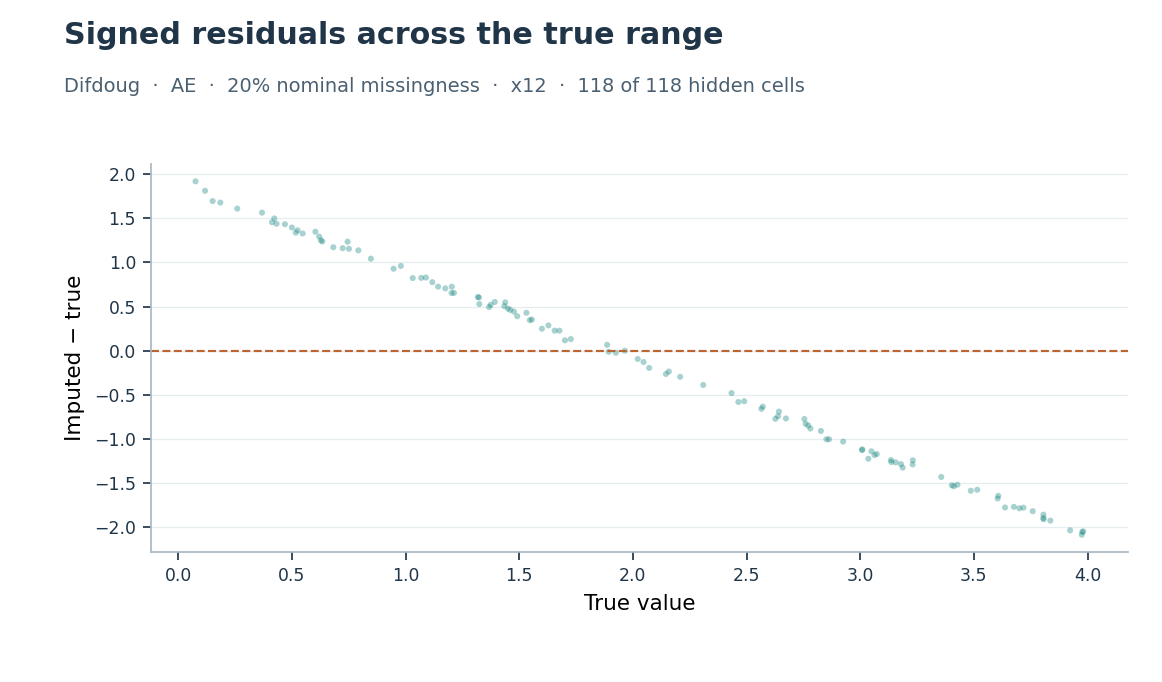 Signed residuals across the true range
Difdoug · AE · 20% nominal missingness · x12 · 118 of 118 hidden cells
Imputed − true
2.0
1.5
1.0
0.5
0.0
−0.5
−1.0
−1.5
−2.0
0.0 0.5 1.0 1.5 2.0 2.5 3.0 3.5 4.0
True value